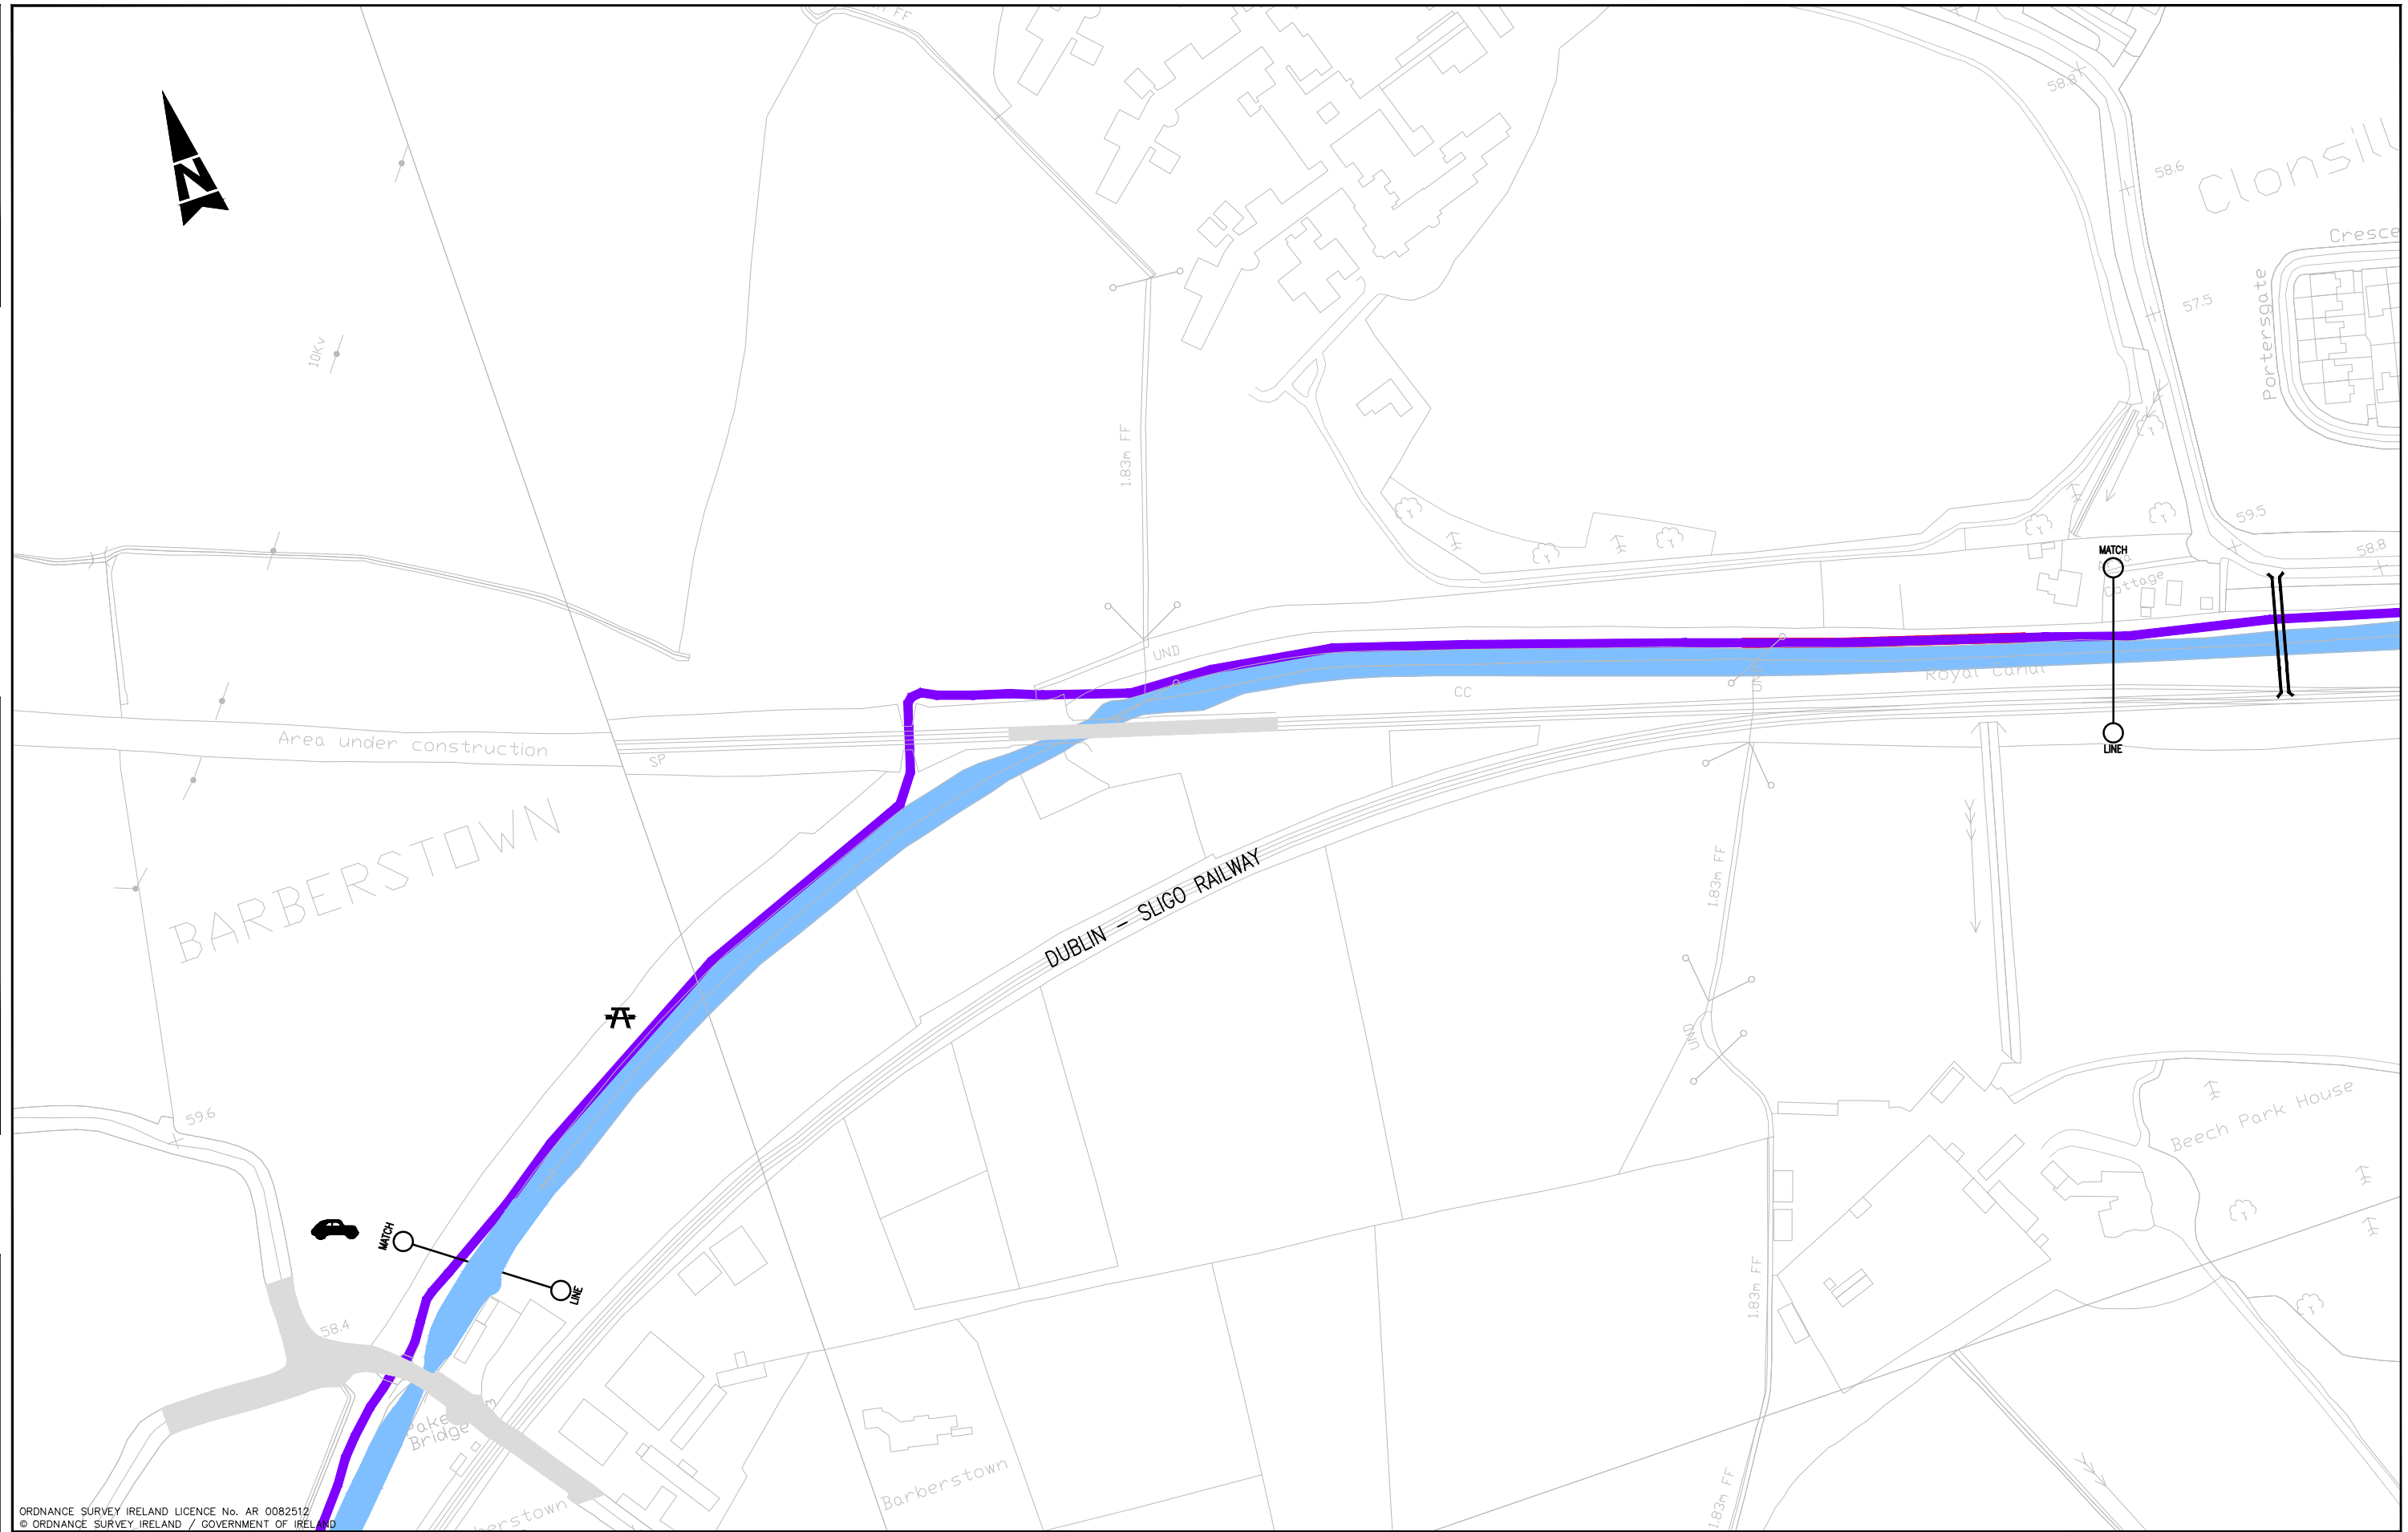 FF
58.8
58.6
Crescent
57.5
Portersgate
N
10Kv
1.83m FF
59.5
58.8
MATCH
Cottage
UND
Royal Canal
CC
LINE
Area under construction
SP
BARBERSTOWN
1.83m FF
DUBLIN – SLIGO RAILWAY
UND
59.6
Beech Park House
MATCH
LINE
58.4
1.83m FF
Bridge
Barberstown
1.83m FF
ORDNANCE SURVEY IRELAND LICENCE No. AR 0082512
© ORDNANCE SURVEY IRELAND / GOVERNMENT OF IRELAND